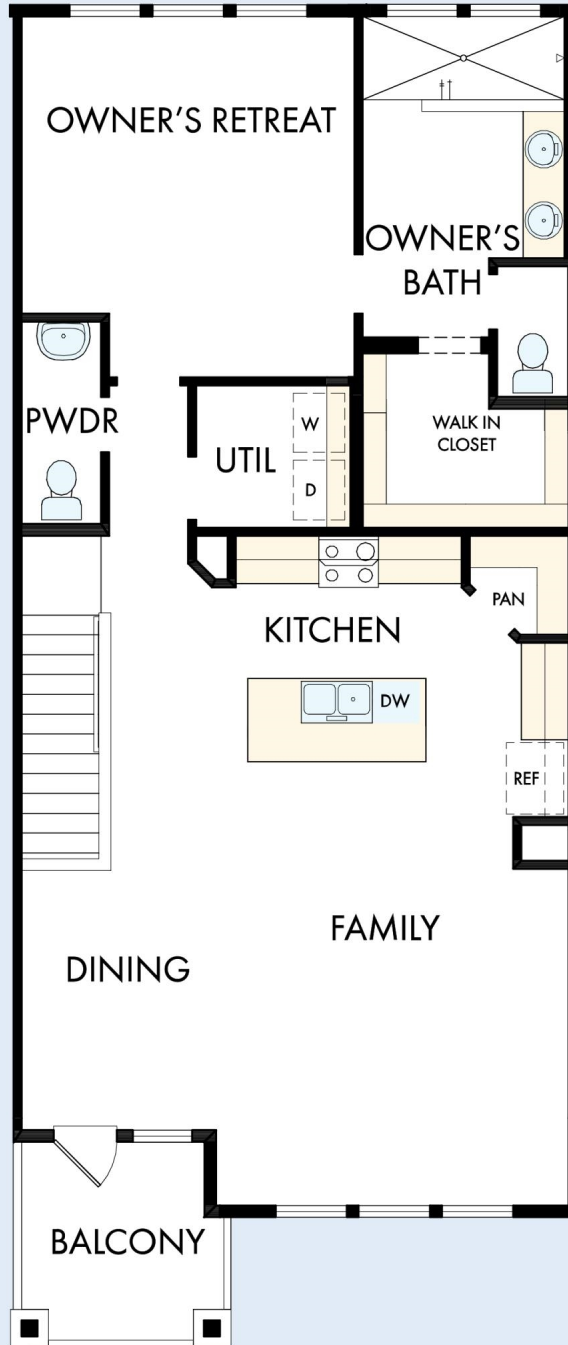 OWNER'S RETREAT
OWNER'S
BATH
PWDR
UTIL
W
D
WALK IN
CLOSET
KITCHEN
PAN
DW
REF
FAMILY
DINING
BALCONY